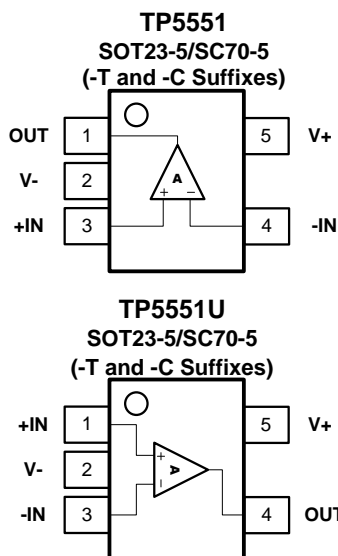 TP5551
SOT23-5/SC70-5
(-T and -C Suffixes)
OUT 1 5 V+
V- 2 A
+ −
+IN 3 4 -IN
TP5551U
SOT23-5/SC70-5
(-T and -C Suffixes)
+IN 1 5 V+
+
V- 2 A
−
-IN 3 4 OUT